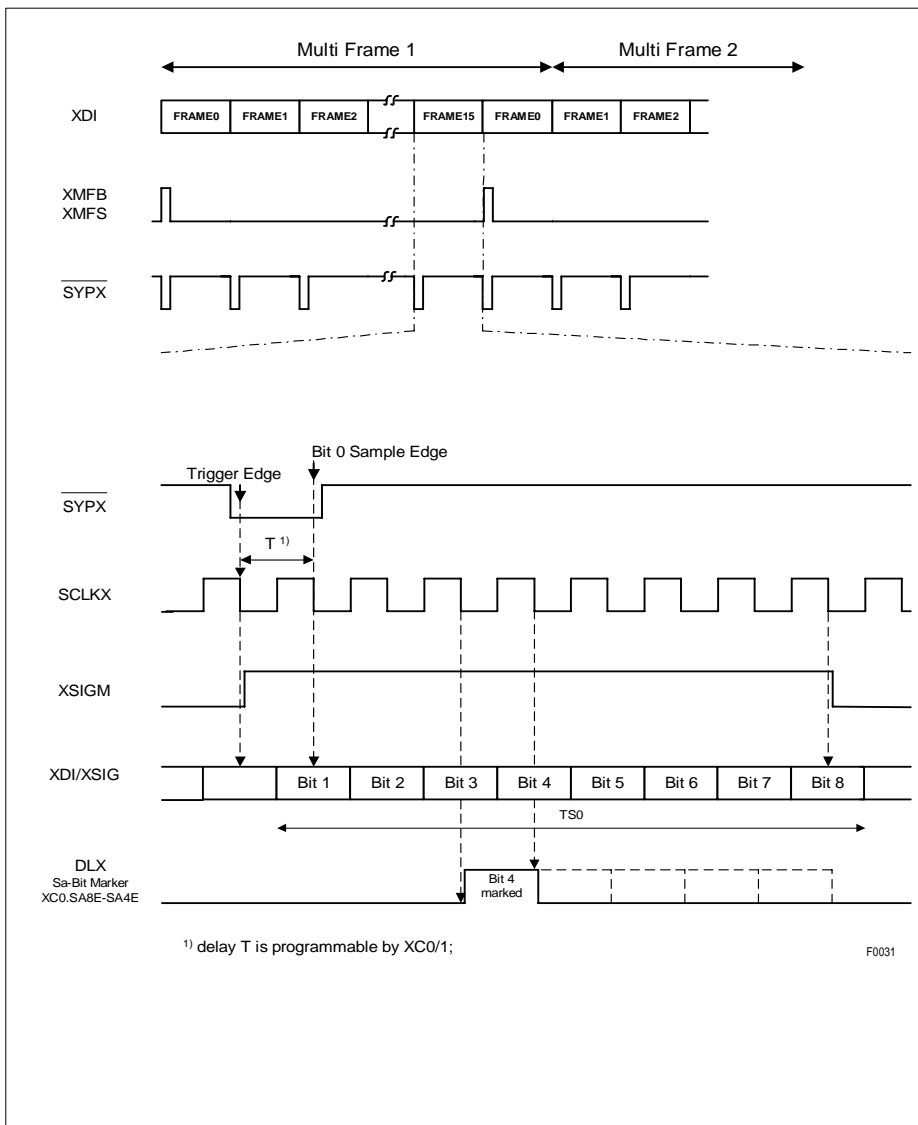 Multi Frame 1
Multi Frame 2
XDI
FRAME0
FRAME1
FRAME2
FRAME15
FRAME0
FRAME1
FRAME2
XMFB
XMFS
SYPX
Bit 0 Sample Edge
Trigger Edge
SYPX
T 1)
SCLKX
XSIGM
XDI/XSIG
Bit 1
Bit 2
Bit 3
Bit 4
Bit 5
Bit 6
Bit 7
Bit 8
TS0
DLX
Sa-Bit Marker
XC0.SA8E-SA4E
Bit 4
marked
1) delay T is programmable by XC0/1;
F0031